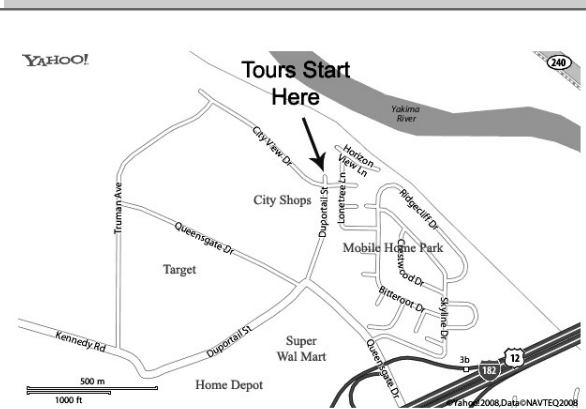 YAHOO!
240
Tours Start
Here
Yakima
River
City View Dr
Horizon
View Ln
Truman Ave
City Shops
Duportail St
Lonetree Ln
Ridgecliff Dr
Queensgate Dr
Mobile Home Park
Crestwood Dr
Target
Bitteroot Dr
Skyline Dr
Kennedy Rd
Duportail St
Super
Wal Mart
Queensgate Dr
3b
12
182
Home Depot
500 m
1000 ft
©Yahoo!2008,Data©NAVTEQ2008